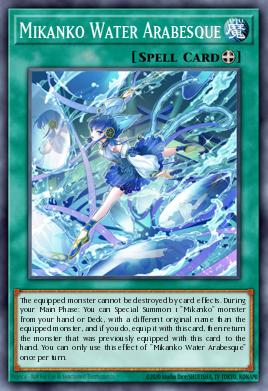 Mikanko Water Arabesque
魔
[Spell Card]
The equipped monster cannot be destroyed by card effects. During
your Main Phase: You can Special Summon 1 "Mikanko" monster
from your hand or Deck, with a different original name than the
equipped monster, and if you do, equip it with this card, then return
the monster that was previously equipped with this card to the
hand. You can only use this effect of "Mikanko Water Arabesque"
once per turn.